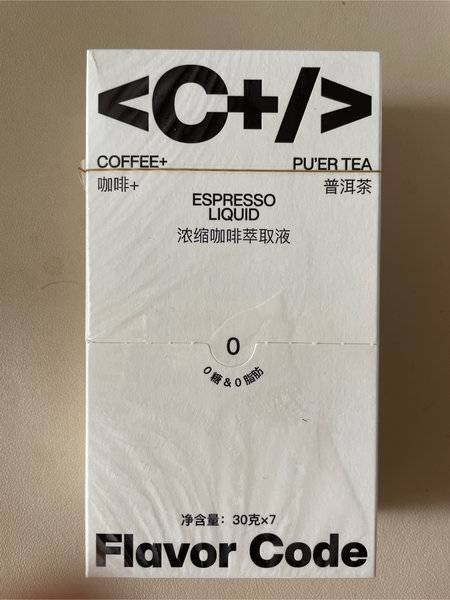 <C+/>
COFFEE+ PU'ER TEA
咖啡+ 普洱茶
ESPRESSO
LIQUID
浓缩咖啡萃取液
0
0 糖 & 0 脂肪
净含量：30克×7
Flavor Code